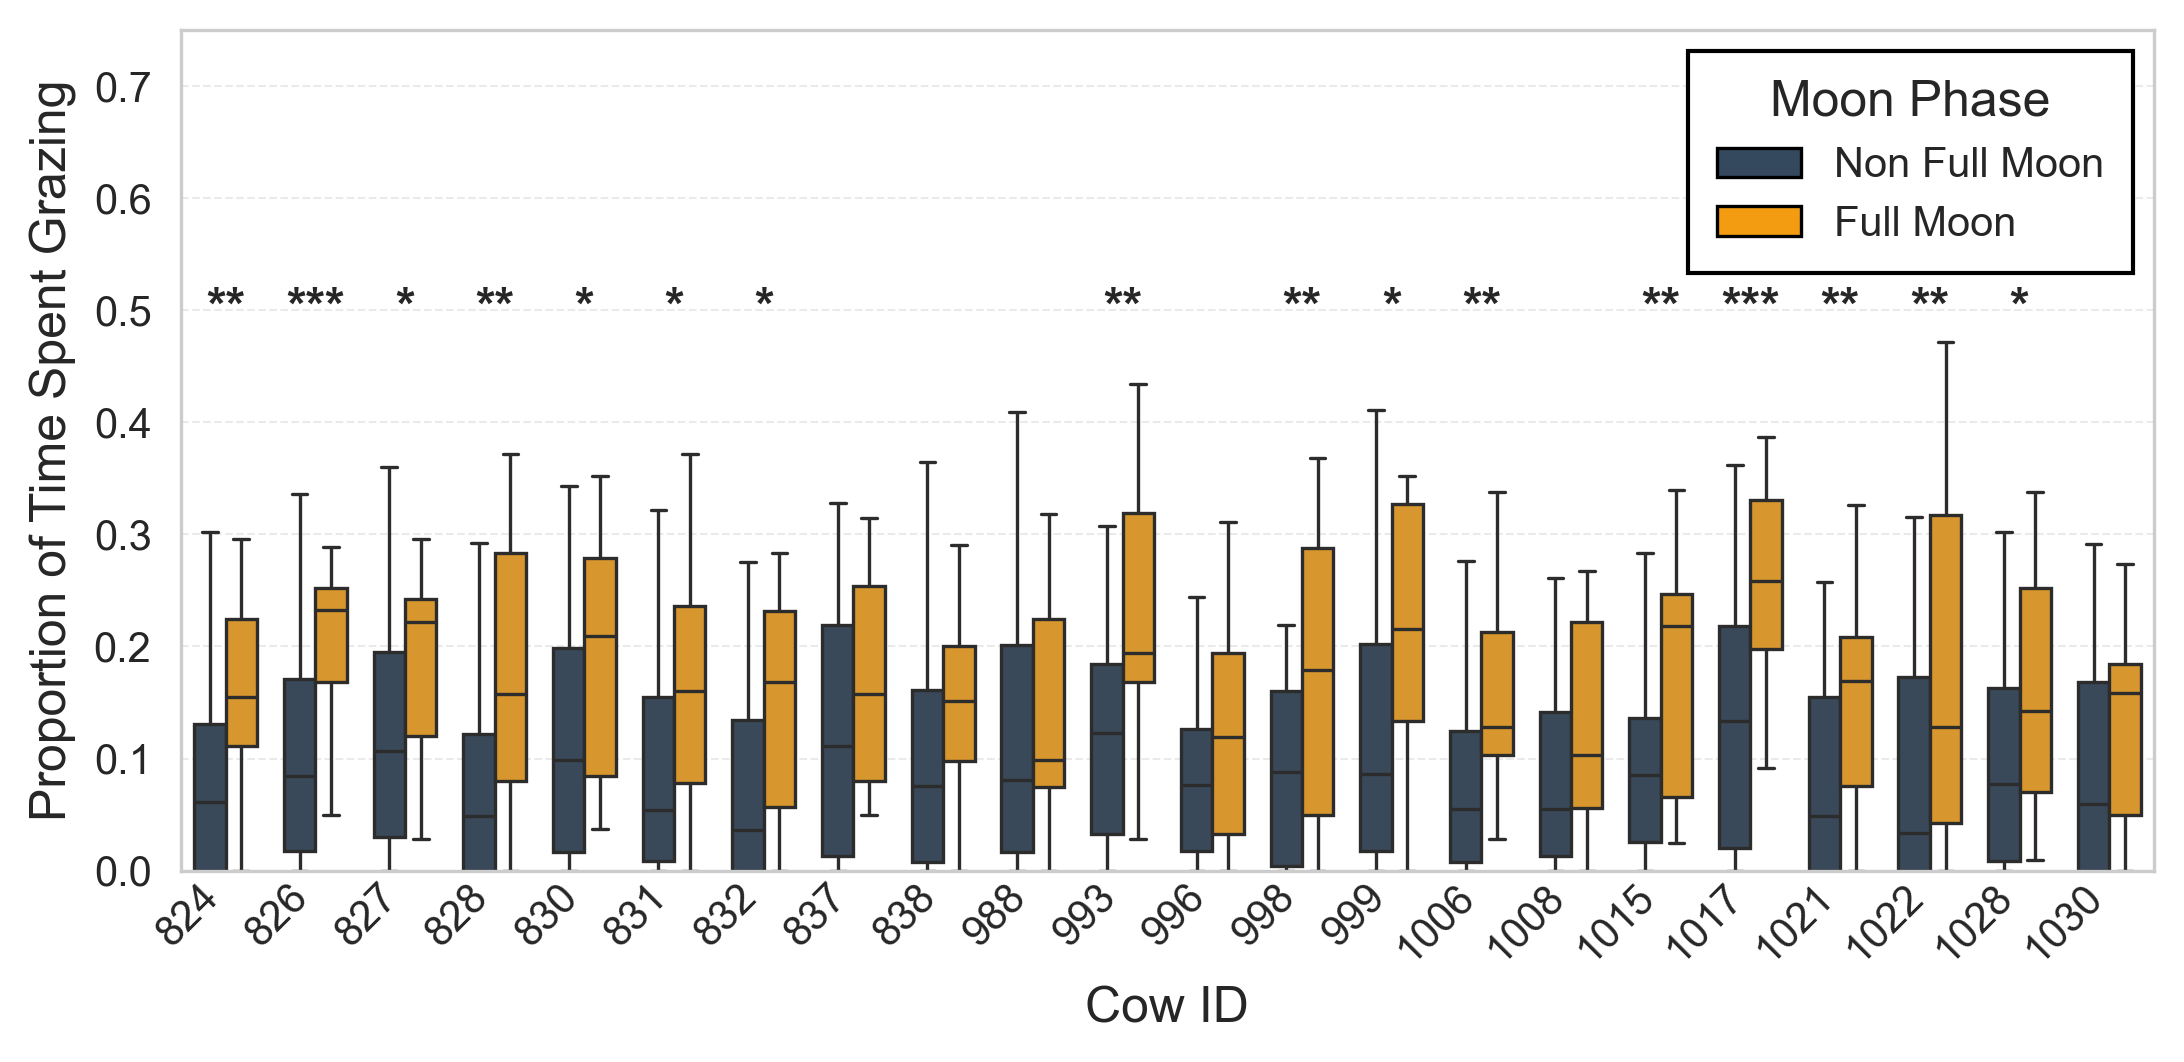 Moon Phase
Non Full Moon
Full Moon
Proportion of Time Spent Grazing
0.7
0.6
0.5
0.4
0.3
0.2
0.1
0.0
** *** * ** * * * ** ** * ** ** *** ** ** *
824 826 827 828 830 831 832 837 838 988 993 996 998 999 1006 1008 1015 1017 1021 1022 1028 1030
Cow ID